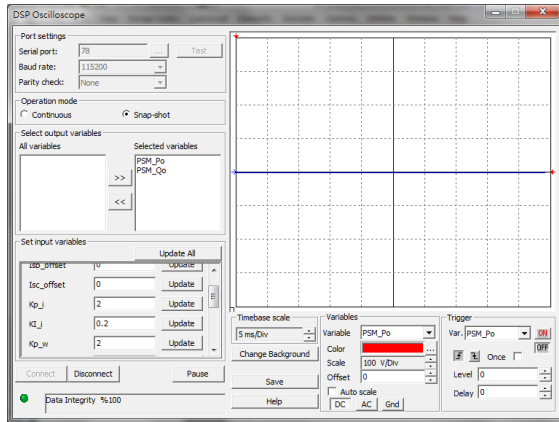 DSP Oscilloscope
Port settings
Serial port: 78 ... Test
Baud rate: 115200
Parity check: None
Operation mode
Continuous Snap-shot
Select output variables
All variables Selected variables
PSM_Po
PSM_Qo
>>
<<
Set input variables
Update All
Isb_offset 0 Update
Isc_offset 0 Update
Kp_i 2 Update
KI_i 0.2 Update
Kp_w 2 Update
Connect Disconnect Pause
Data Integrity %100
Timebase scale
5 ms/Div
Change Background
Save
Help
Variables
Variable PSM_Po
Color ...
Scale 100 V/Div
Offset 0
Auto scale
DC AC Gnd
Trigger
Var. PSM_Po ON
OFF
Once
Level 0
Delay 0